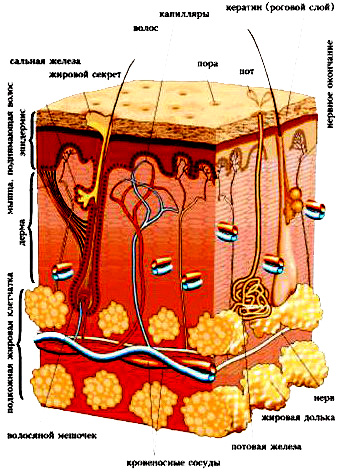 кератин (роговой слой)
капилляры
волос
сальная железа
жировой секрет
пора
пот
нервное окончание
мышца, поднимающая волос
эпидермис
дерма
подкожная жировая клетчатка
нерв
жировая долька
волосяной мешочек
потовая железа
кровеносные сосуды